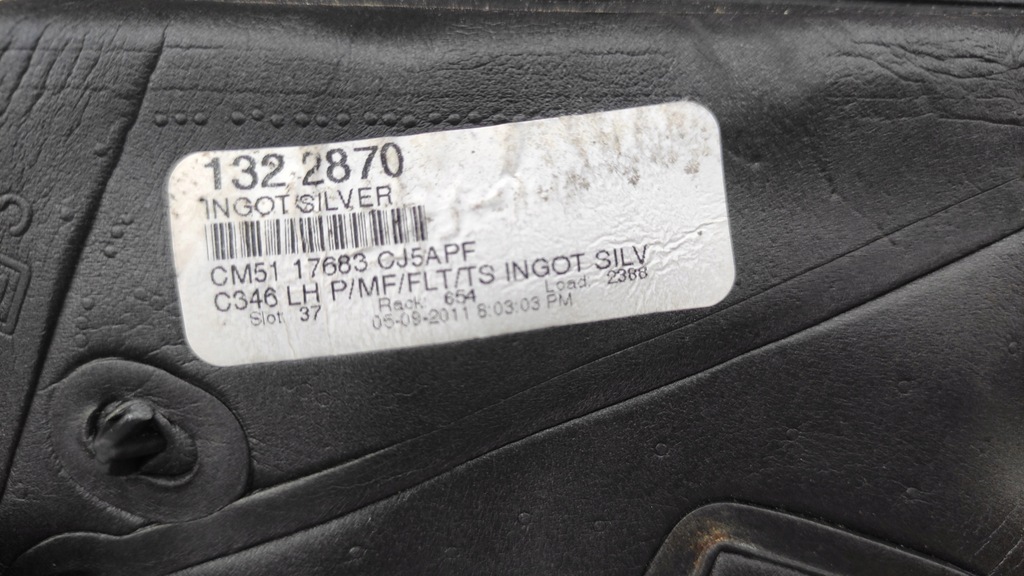 132 2870
INGOT SILVER
CM51 17683 CJ5APF
C346 LH P/MF/FLT/TS INGOT SILV
Slot: 37 Rack: 654 Load: 2388
05-09-2011 8:03:03 PM